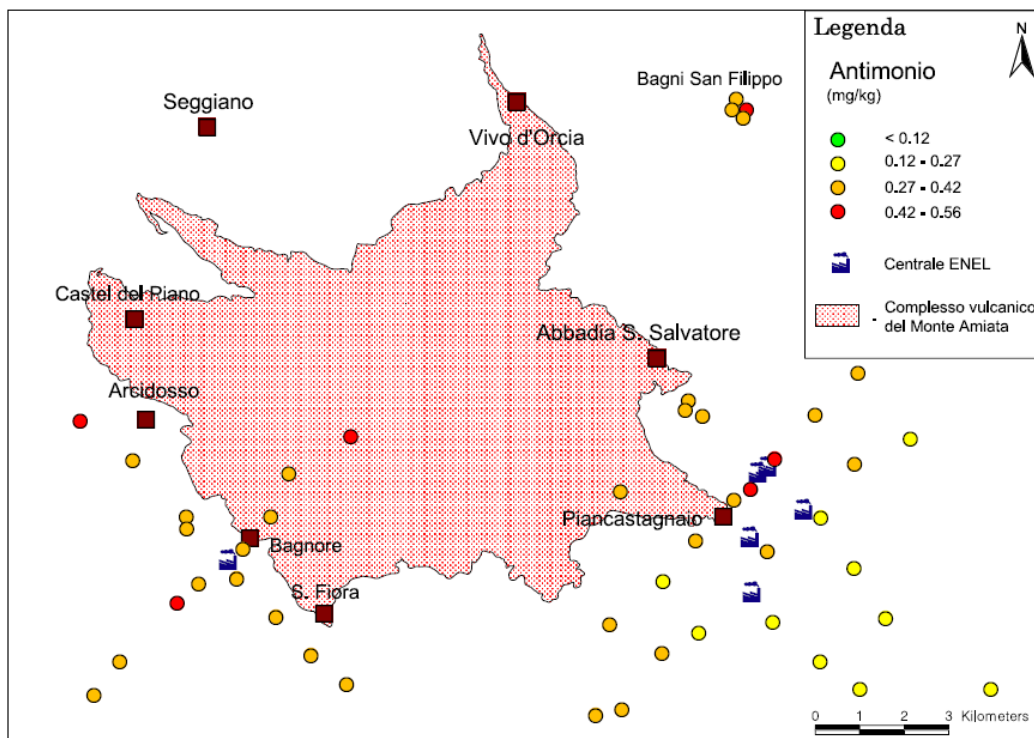 Legenda
N
Antimonio
(mg/kg)
< 0.12
0.12 - 0.27
0.27 - 0.42
0.42 - 0.56
Centrale ENEL
- Complesso vulcanico
del Monte Amiata
Bagni San Filippo
Seggiano
Vivo d'Orcia
Castel del Piano
Abbadia S. Salvatore
Arcidosso
Piancastagnaio
Bagnore
S. Fiora
0 1 2 3 Kilometers